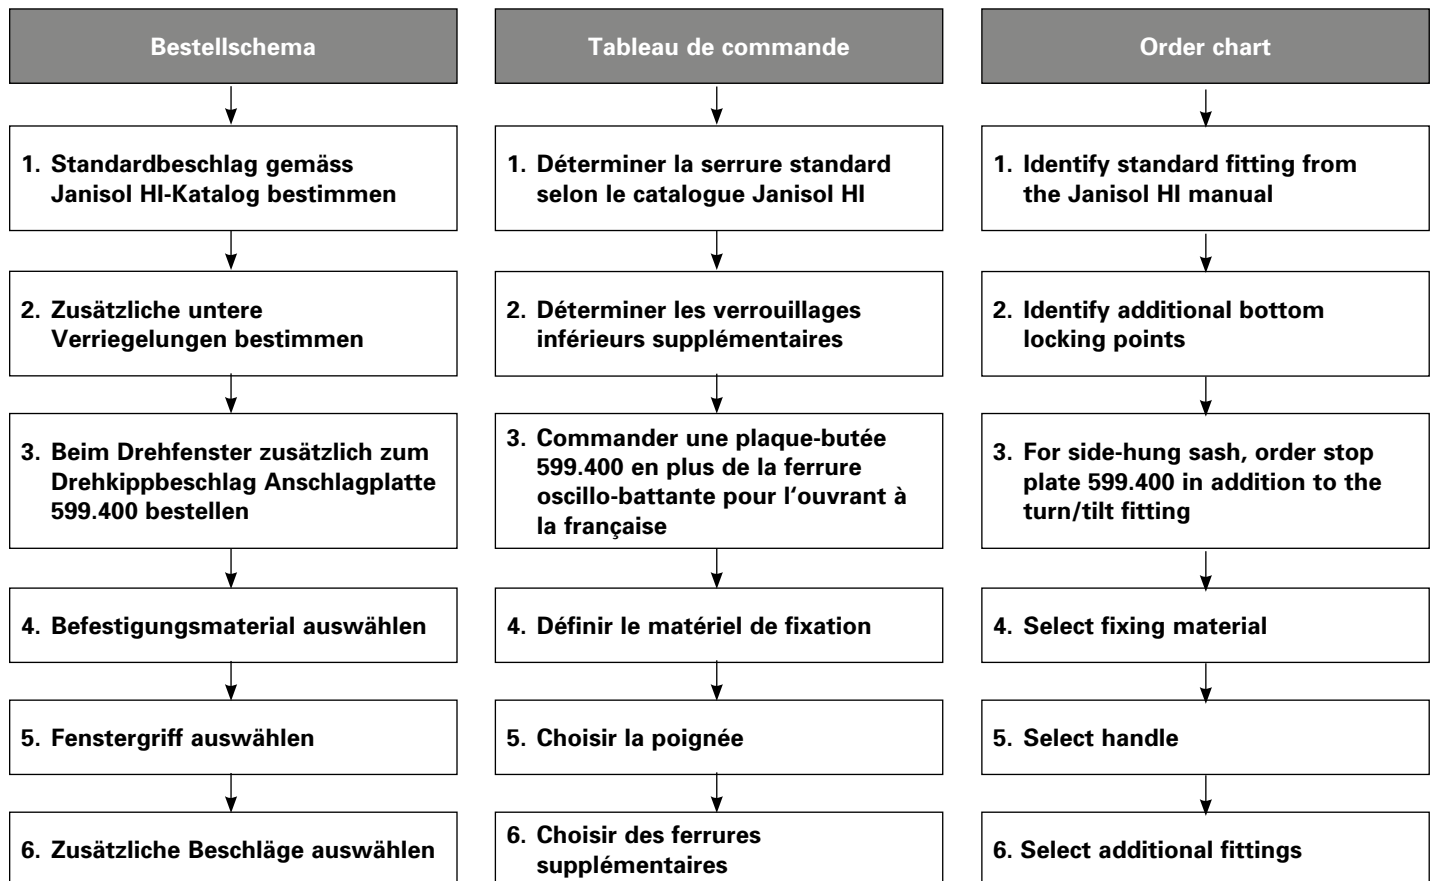 Bestellschema
1. Standardbeschlag gemäss
Janisol HI-Katalog bestimmen
2. Zusätzliche untere
Verriegelungen bestimmen
3. Beim Drehfenster zusätzlich zum
Drehkippbeschlag Anschlagplatte
599.400 bestellen
4. Befestigungsmaterial auswählen
5. Fenstergriff auswählen
6. Zusätzliche Beschläge auswählen
Tableau de commande
1. Déterminer la serrure standard
selon le catalogue Janisol HI
2. Déterminer les verrouillages
inférieurs supplémentaires
3. Commander une plaque-butée
599.400 en plus de la ferrure
oscillo-battante pour l‘ouvrant à
la française
4. Définir le matériel de fixation
5. Choisir la poignée
6. Choisir des ferrures
supplémentaires
Order chart
1. Identify standard fitting from
the Janisol HI manual
2. Identify additional bottom
locking points
3. For side-hung sash, order stop
plate 599.400 in addition to the
turn/tilt fitting
4. Select fixing material
5. Select handle
6. Select additional fittings